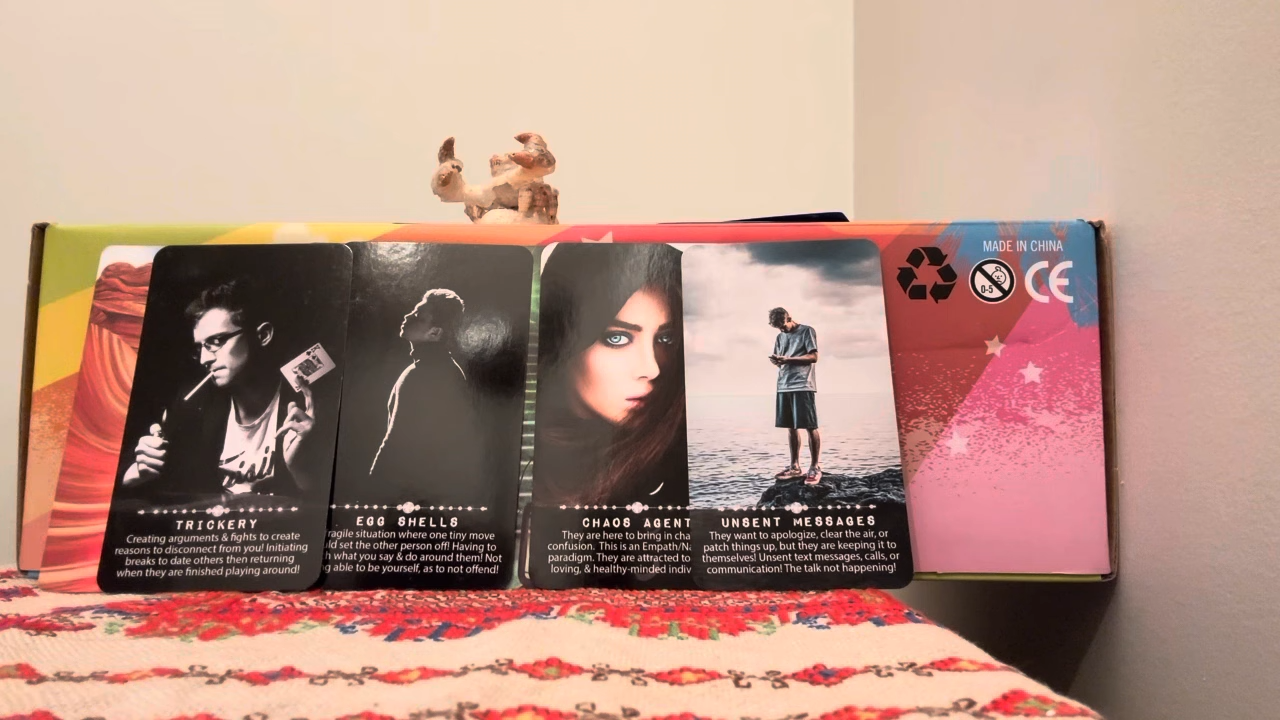 MADE IN CHINA
0-5
CE
TRICKERY
Creating arguments & fights to create
reasons to disconnect from you! Initiating
breaks to date others then returning
when they are finished playing around!
EGG SHELLS
ragile situation where one tiny move
uld set the other person off! Having to
h what you say & do around them! Not
g able to be yourself, as to not offend!
CHAOS AGENT
They are here to bring in cha
confusion. This is an Empath/Na
paradigm. They are attracted to
loving, & healthy-minded indiv
UNSENT MESSAGES
They want to apologize, clear the air, or
patch things up, but they are keeping it to
themselves! Unsent text messages, calls, or
communication! The talk not happening!